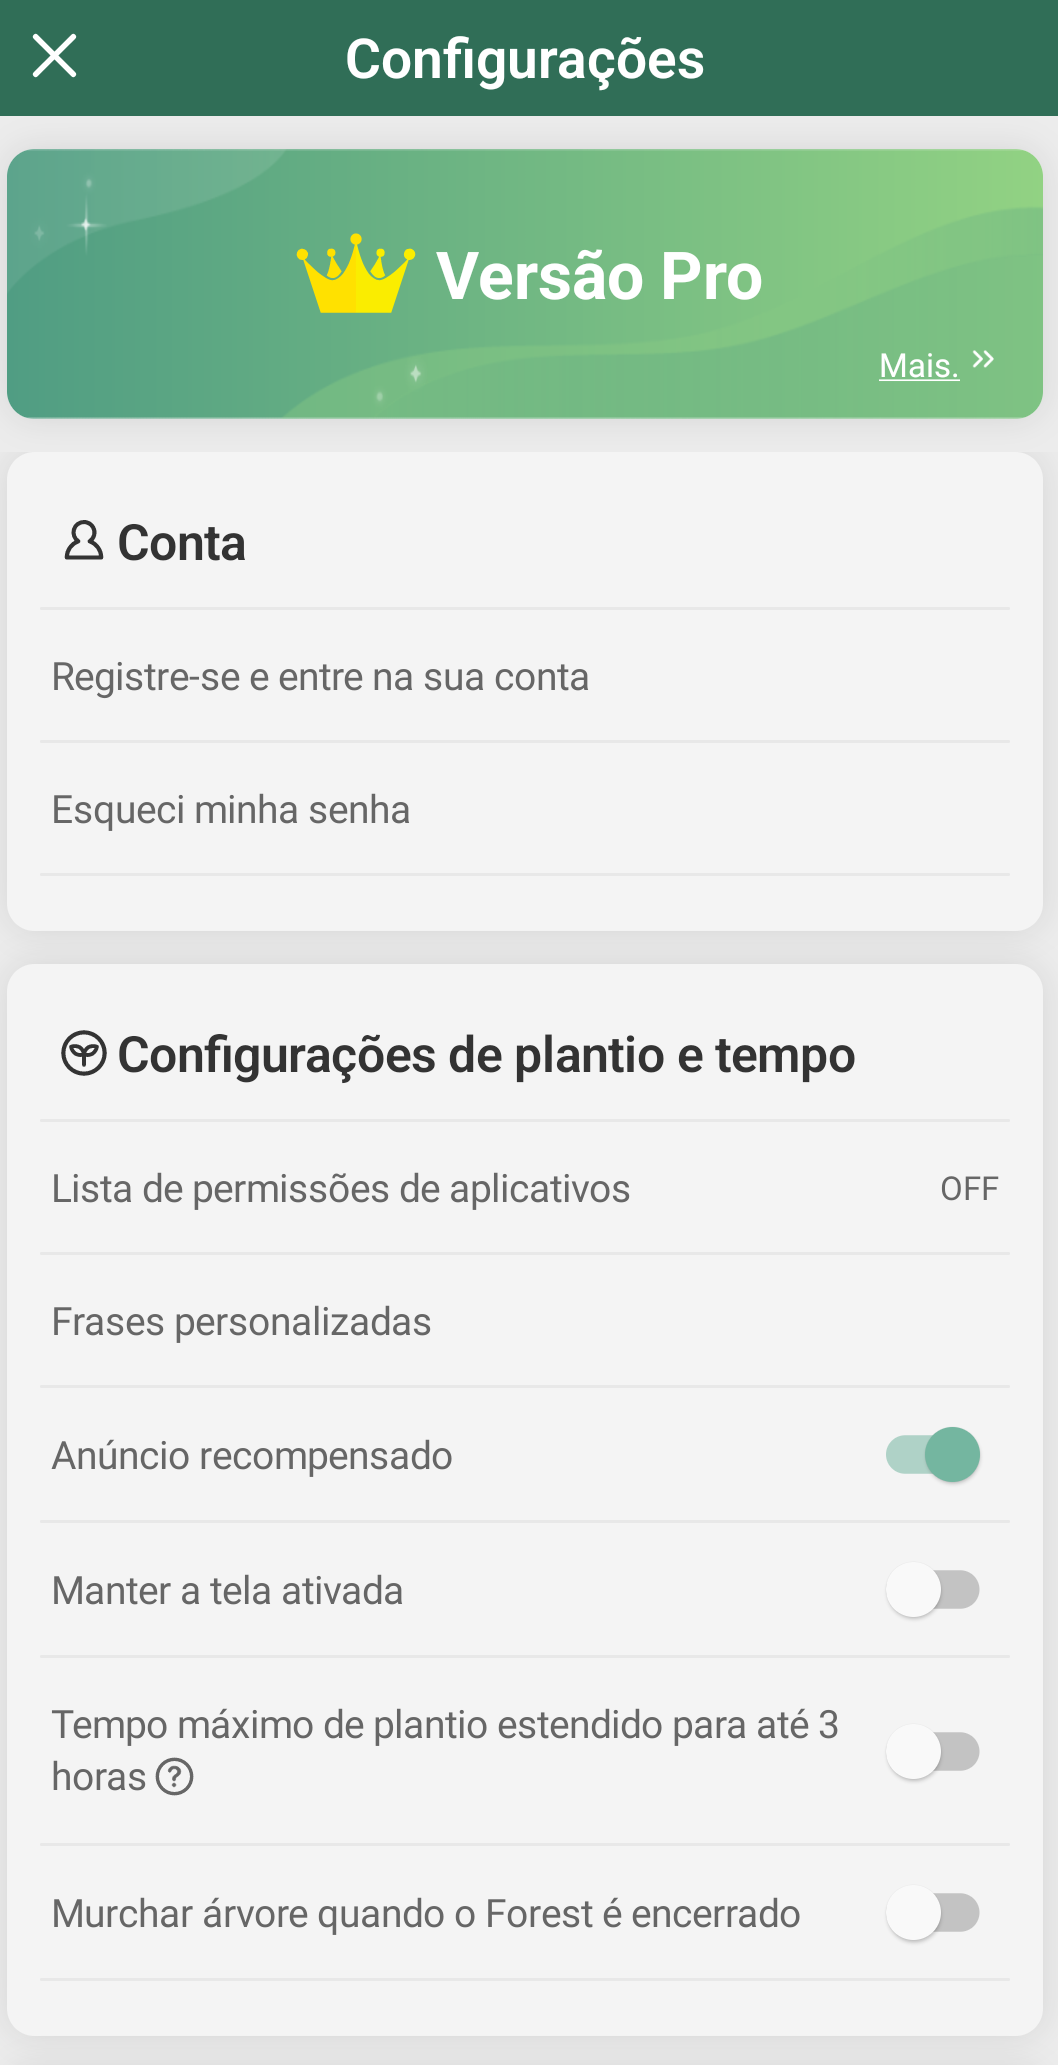 Configurações
Versão Pro
Mais.
Conta
Registre-se e entre na sua conta
Esqueci minha senha
Configurações de plantio e tempo
Lista de permissões de aplicativos OFF
Frases personalizadas
Anúncio recompensado
Manter a tela ativada
Tempo máximo de plantio estendido para até 3
horas ?
Murchar árvore quando o Forest é encerrado